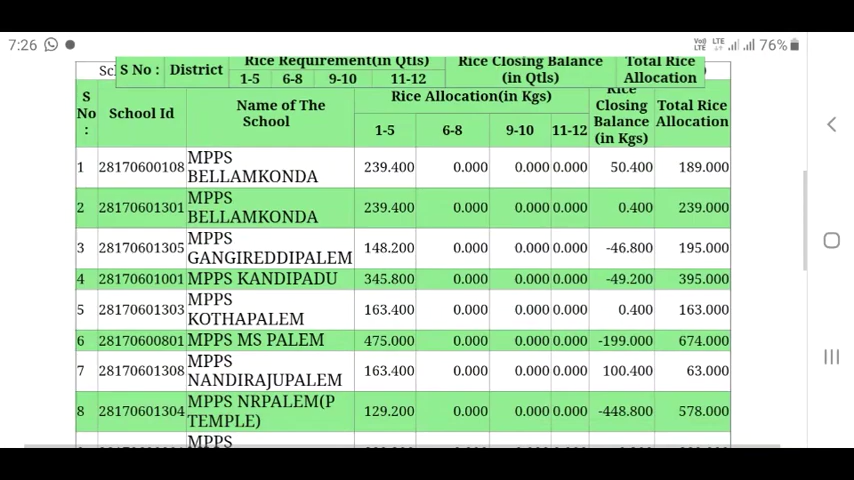 7:26 Vo) LTE LTE 76%
Rice Requirement(in Qtls) Rice Closing Balance Total Rice
S No : District (in Qtls) Allocation
1-5 6-8 9-10 11-12
S No : School Id Name of The School Rice Allocation(in Kgs) Rice Closing Balance (in Kgs) Total Rice Allocation
1-5 6-8 9-10 11-12
1 28170600108 MPPS BELLAMKONDA 239.400 0.000 0.000 0.000 50.400 189.000
2 28170601301 MPPS BELLAMKONDA 239.400 0.000 0.000 0.000 0.400 239.000
3 28170601305 MPPS GANGIREDDIPALEM 148.200 0.000 0.000 0.000 -46.800 195.000
4 28170601001 MPPS KANDIPADU 345.800 0.000 0.000 0.000 -49.200 395.000
5 28170601303 MPPS KOTHAPALEM 163.400 0.000 0.000 0.000 0.400 163.000
6 28170600801 MPPS MS PALEM 475.000 0.000 0.000 0.000 -199.000 674.000
7 28170601308 MPPS NANDIRAJUPALEM 163.400 0.000 0.000 0.000 100.400 63.000
8 28170601304 MPPS NRPALEM(P TEMPLE) 129.200 0.000 0.000 0.000 -448.800 578.000
MPPS